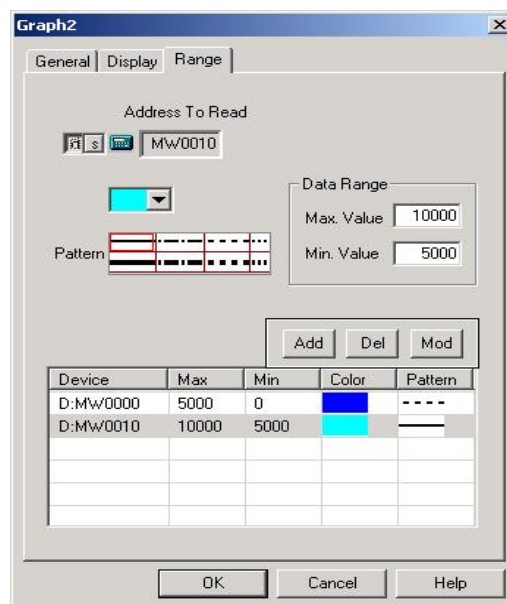 Graph2
General Display Range
Address To Read
s MW0010
Data Range
Max. Value 10000
Min. Value 5000
Pattern
Add Del Mod
Device Max Min Color Pattern
D:MW0000 5000 0
D:MW0010 10000 5000
OK Cancel Help